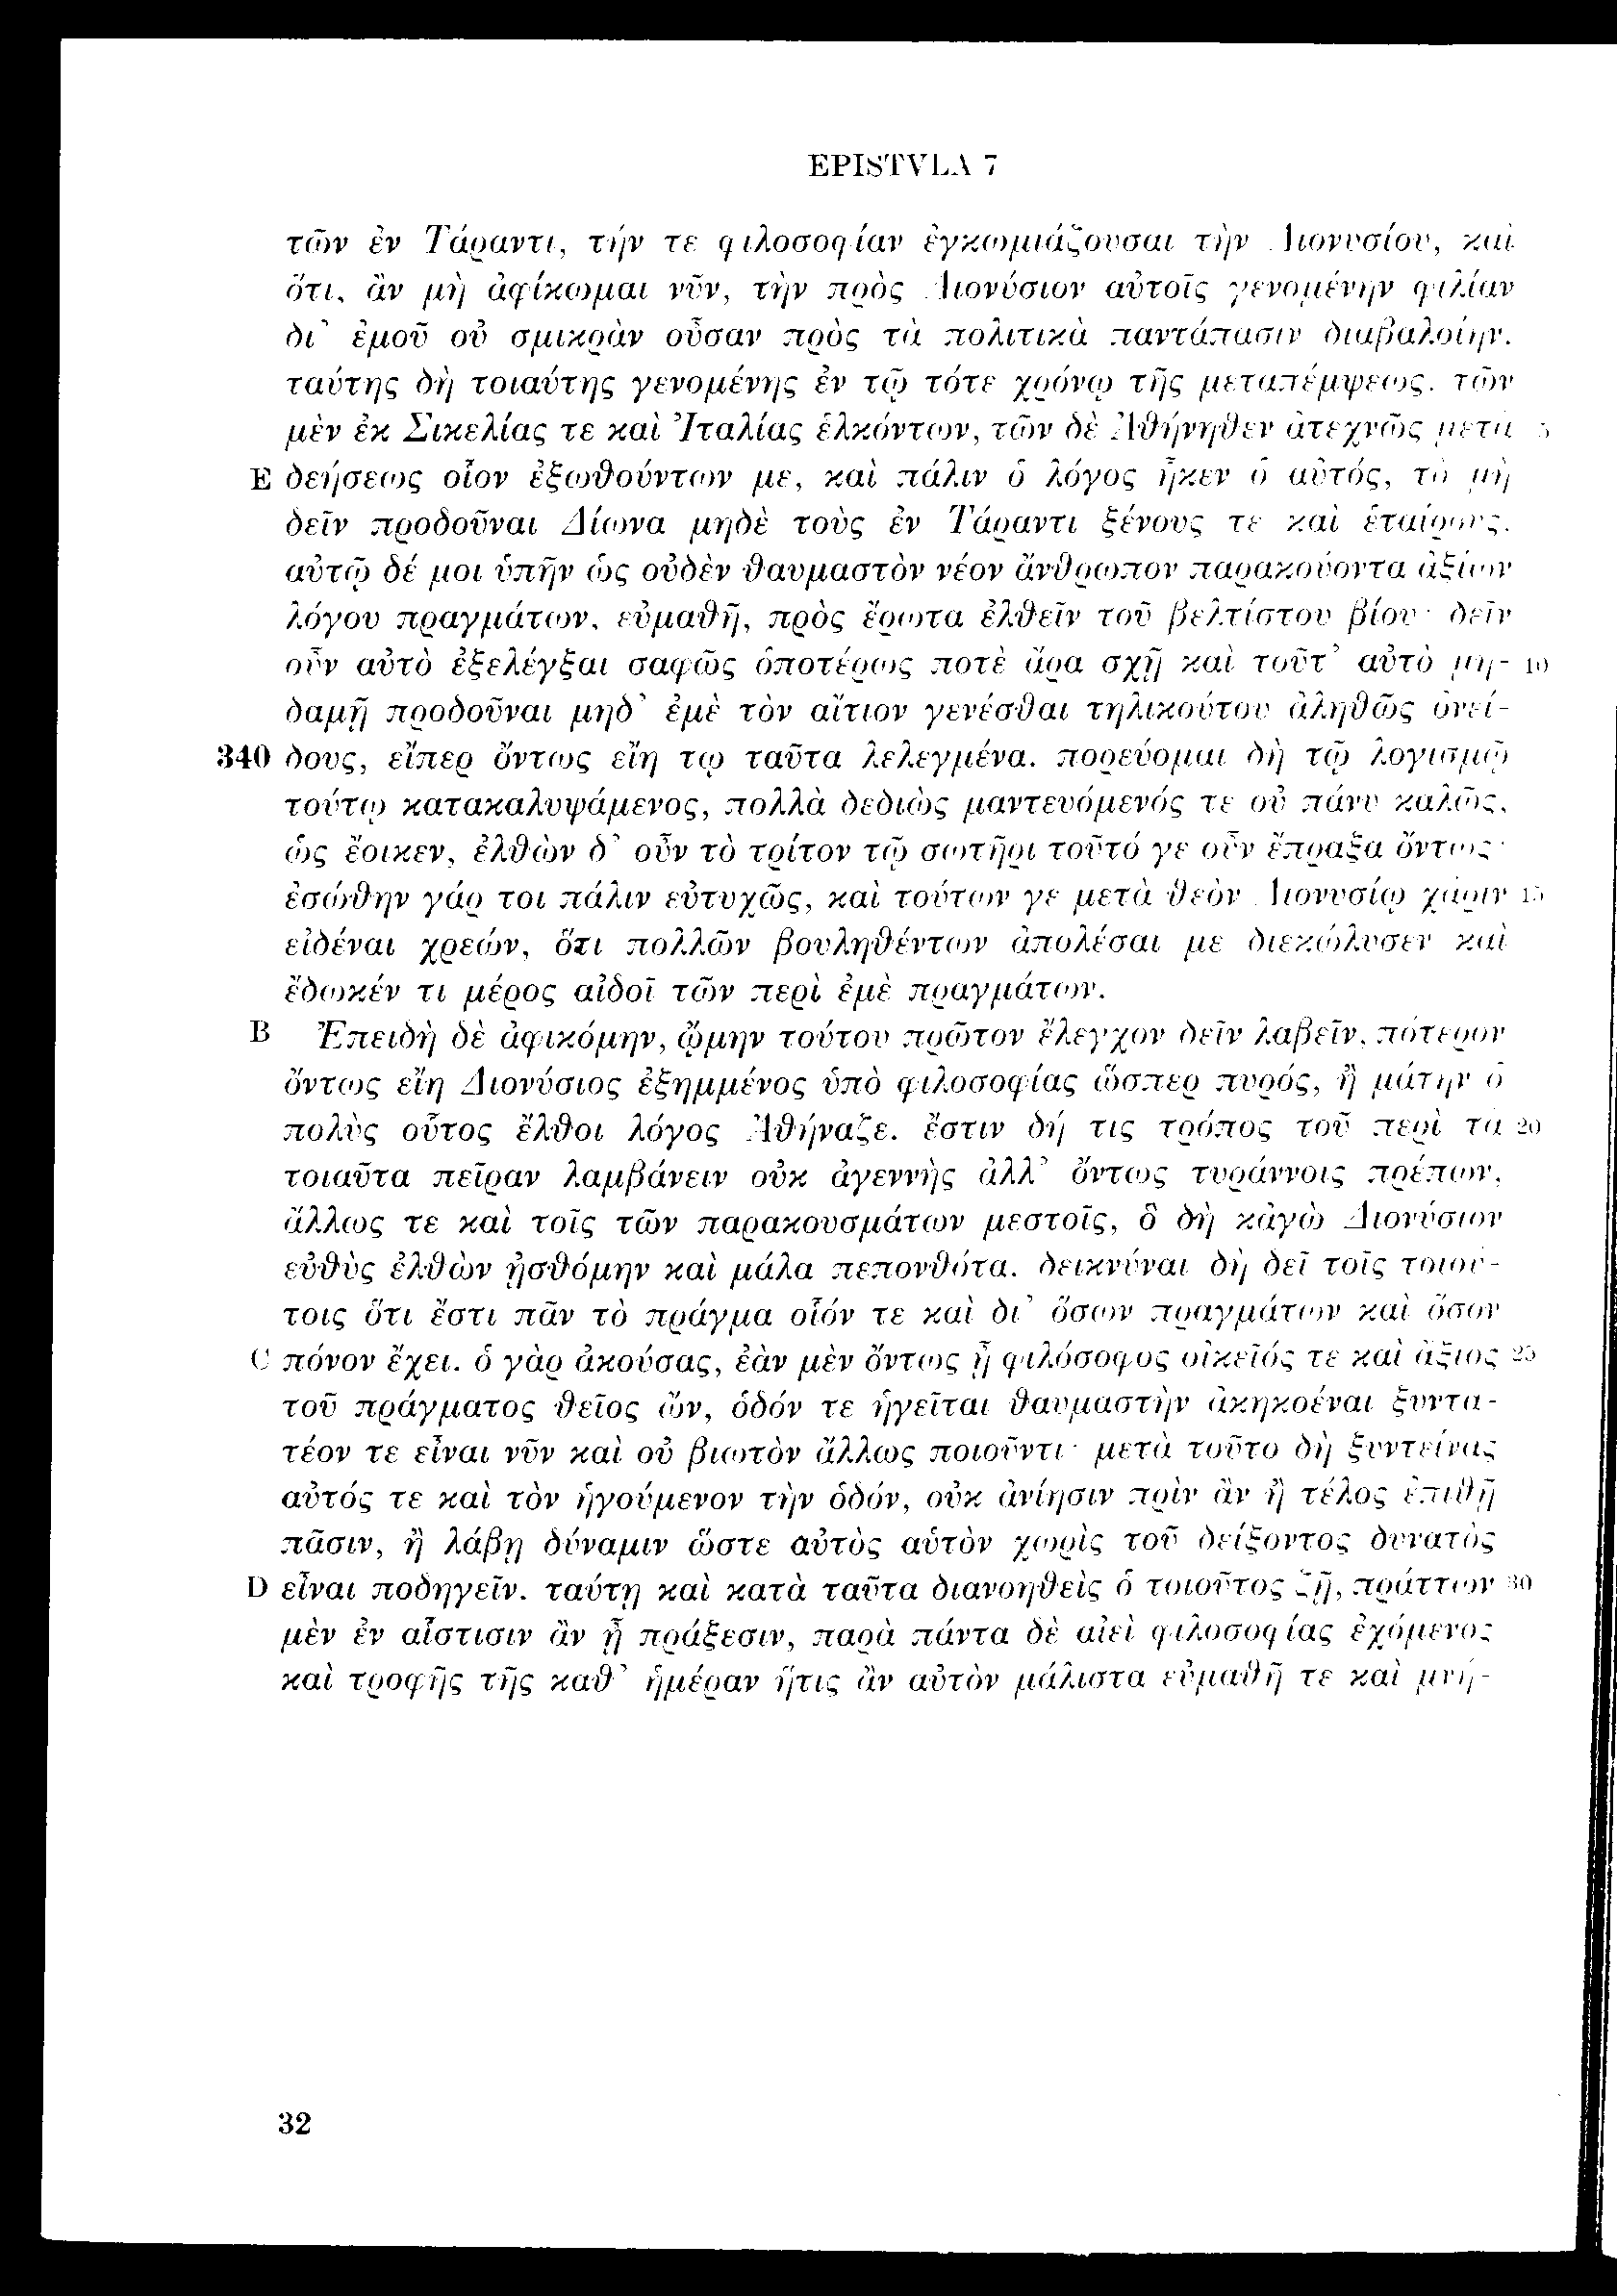 EPISTVLA 7
τῶν ἐν Τάραντι, τήν τε φιλοσοφίαν ἐγκωμιάζουσαι τὴν Διονυσίου, καὶ
ὅτι, ἂν μὴ ἀφίκωμαι νῦν, τὴν πρὸς Διονύσιον αὐτοῖς γενομένην φιλίαν
δι᾽ ἐμοῦ οὐ σμικρὰν οὖσαν πρὸς τὰ πολιτικὰ παντάπασιν διαβαλοίην.
ταύτης δὴ τοιαύτης γενομένης ἐν τῷ τότε χρόνῳ τῆς μεταπέμψεως, τῶν
μὲν ἐκ Σικελίας τε καὶ Ἰταλίας ἑλκόντων, τῶν δὲ Ἀθήνηθεν ἀτεχνῶς μετὰ 5
E δεήσεως οἷον ἐξωθούντων με, καὶ πάλιν ὁ λόγος ἧκεν ὁ αὐτός, τὸ μὴ
δεῖν προδοῦναι Δίωνα μηδὲ τοὺς ἐν Τάραντι ξένους τε καὶ ἑταίρους.
αὐτῷ δέ μοι ὑπῆν ὡς οὐδὲν θαυμαστὸν νέον ἄνθρωπον παρακούοντα ἀξίων
λόγου πραγμάτων, εὐμαθῆ, πρὸς ἔρωτα ἐλθεῖν τοῦ βελτίστου βίου· δεῖν
οὖν αὐτὸ ἐξελέγξαι σαφῶς ὁποτέρως ποτὲ ἄρα σχῇ καὶ τοῦτ᾽ αὐτὸ μη- 10
δαμῇ προδοῦναι μηδ᾽ ἐμὲ τὸν αἴτιον γενέσθαι τηλικούτου ἀληθῶς ὀνεί-
340 δους, εἴπερ ὄντως εἴη τῳ ταῦτα λελεγμένα. πορεύομαι δὴ τῷ λογισμῷ
τούτῳ κατακαλυψάμενος, πολλὰ δεδιὼς μαντευόμενός τε οὐ πάνυ καλῶς,
ὡς ἔοικεν, ἐλθὼν δ᾽ οὖν τὸ τρίτον τῷ σωτῆρι τοῦτό γε οὖν ἔπραξα ὄντως·
ἐσώθην γάρ τοι πάλιν εὐτυχῶς, καὶ τούτων γε μετὰ θεὸν Διονυσίῳ χάριν 15
εἰδέναι χρεών, ὅτι πολλῶν βουληθέντων ἀπολέσαι με διεκώλυσεν καὶ
ἔδωκέν τι μέρος αἰδοῖ τῶν περὶ ἐμὲ πραγμάτων.
B Ἐπειδὴ δὲ ἀφικόμην, ᾤμην τούτου πρῶτον ἔλεγχον δεῖν λαβεῖν, πότερον
ὄντως εἴη Διονύσιος ἐξημμένος ὑπὸ φιλοσοφίας ὥσπερ πυρός, ἢ μάτην ὁ
πολὺς οὗτος ἔλθοι λόγος Ἀθήναζε. ἔστιν δή τις τρόπος τοῦ περὶ τὰ 20
τοιαῦτα πεῖραν λαμβάνειν οὐκ ἀγεννὴς ἀλλ᾽ ὄντως τυράννοις πρέπων,
ἄλλως τε καὶ τοῖς τῶν παρακουσμάτων μεστοῖς, ὃ δὴ κἀγὼ Διονύσιον
εὐθὺς ἐλθὼν ᾐσθόμην καὶ μάλα πεπονθότα. δεικνύναι δὴ δεῖ τοῖς τοιού-
τοις ὅτι ἔστι πᾶν τὸ πράγμα οἷόν τε καὶ δι᾽ ὅσων πραγμάτων καὶ ὅσον
C πόνον ἔχει. ὁ γὰρ ἀκούσας, ἐὰν μὲν ὄντως ᾖ φιλόσοφος οἰκεῖός τε καὶ ἄξιος 25
τοῦ πράγματος θεῖος ὤν, ὁδόν τε ἡγεῖται θαυμαστὴν ἀκηκοέναι ξυντα-
τέον τε εἶναι νῦν καὶ οὐ βιωτὸν ἄλλως ποιοῦντι· μετὰ τοῦτο δὴ ξυντείνας
αὐτός τε καὶ τὸν ἡγούμενον τὴν ὁδόν, οὐκ ἀνίησιν πρὶν ἂν ἢ τέλος ἐπιθῇ
πᾶσιν, ἢ λάβῃ δύναμιν ὥστε αὐτὸς αὑτὸν χωρὶς τοῦ δείξοντος δυνατὸς
D εἶναι ποδηγεῖν. ταύτῃ καὶ κατὰ ταῦτα διανοηθεὶς ὁ τοιοῦτος ζῇ, πράττων 30
μὲν ἐν αἷστισιν ἂν ᾖ πράξεσιν, παρὰ πάντα δὲ αἰεὶ φιλοσοφίας ἐχόμενος
καὶ τροφῆς τῆς καθ᾽ ἡμέραν ἥτις ἂν αὐτὸν μάλιστα εὐμαθῆ τε καὶ μνή-
32